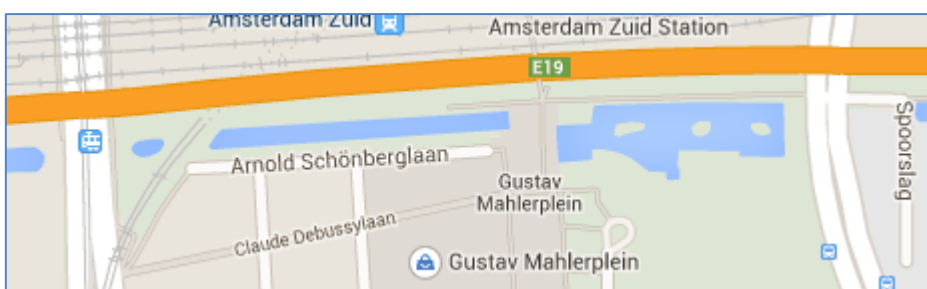 Amsterdam Zuid
Amsterdam Zuid Station
E19
Arnold Schönberglaan
Spoorslag
Gustav
Mahlerplein
Claude Debussylaan
Gustav Mahlerplein